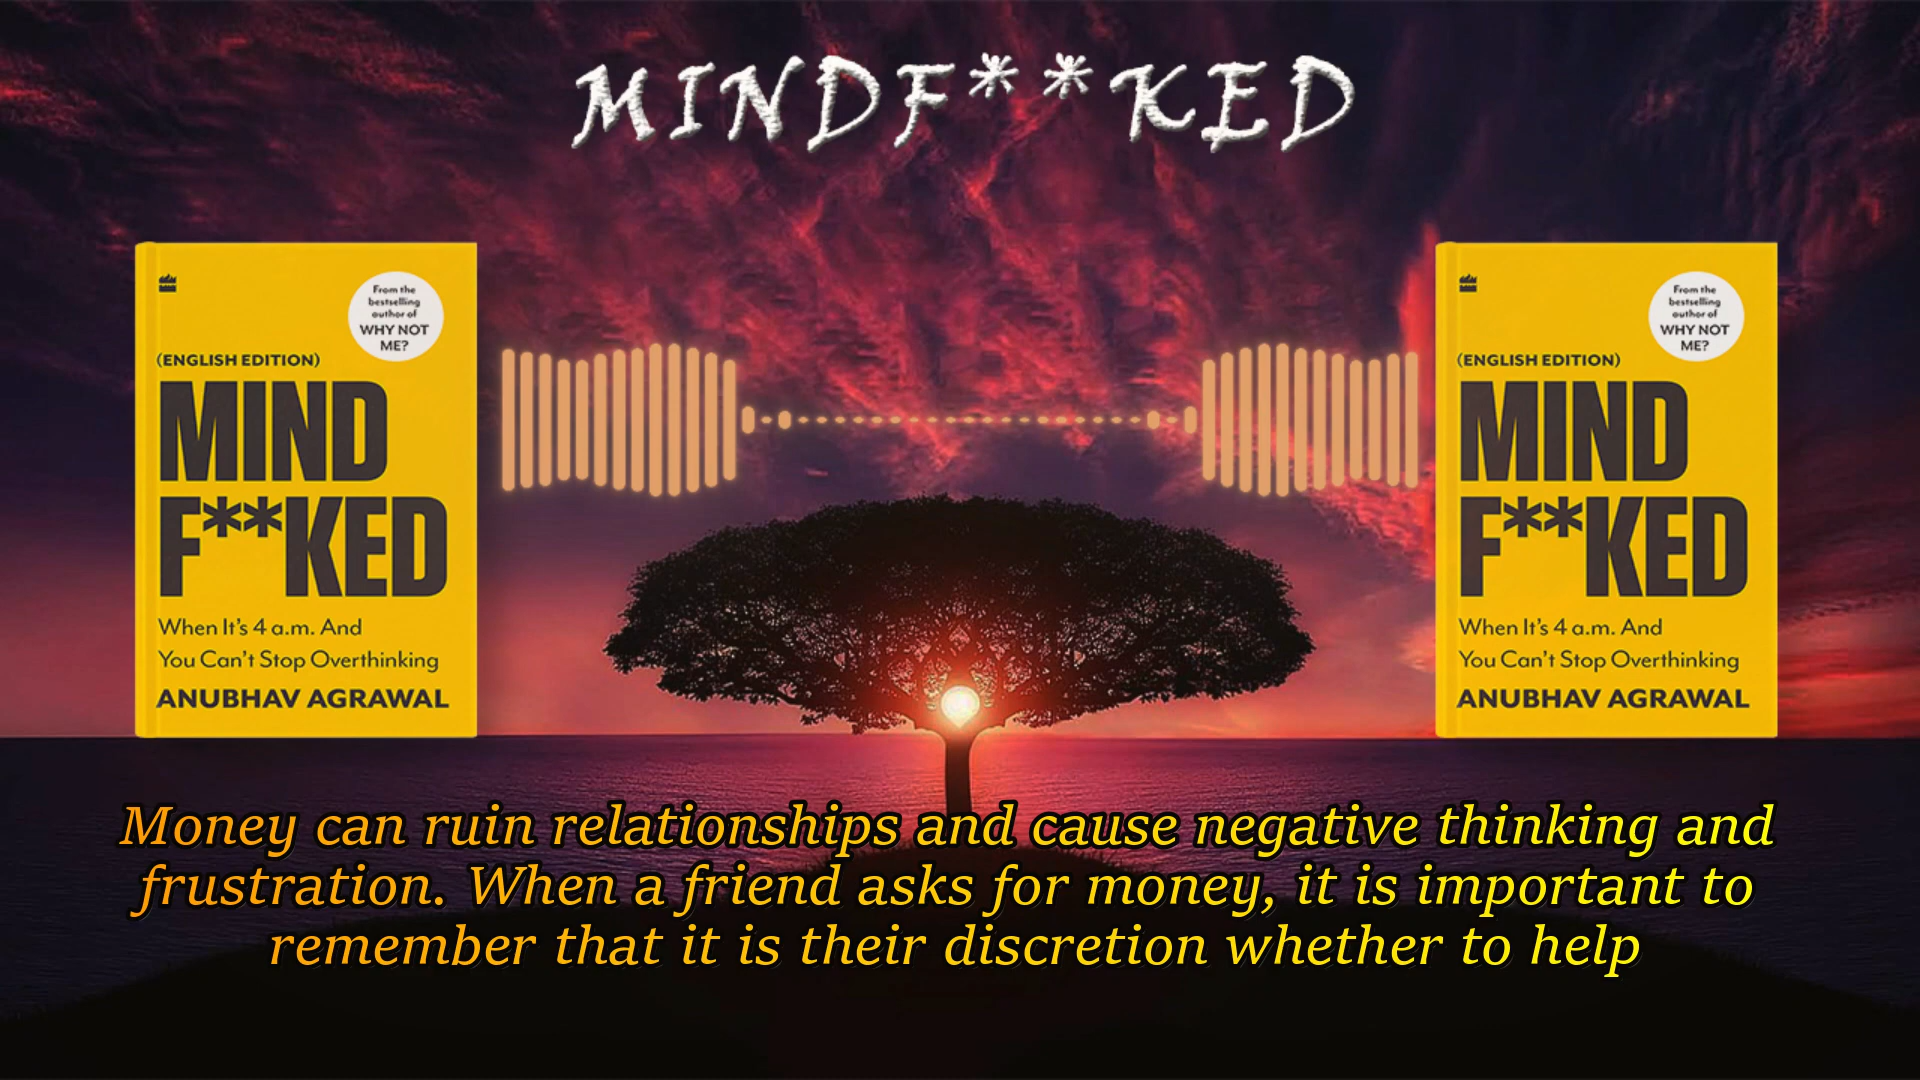 MINDF**KED
From the
bestselling
author of
WHY NOT
ME?
(ENGLISH EDITION)
MIND
F**KED
When It's 4 a.m. And
You Can't Stop Overthinking
ANUBHAV AGRAWAL
From the
bestselling
author of
WHY NOT
ME?
(ENGLISH EDITION)
MIND
F**KED
When It's 4 a.m. And
You Can't Stop Overthinking
ANUBHAV AGRAWAL
Money can ruin relationships and cause negative thinking and
frustration. When a friend asks for money, it is important to
remember that it is their discretion whether to help